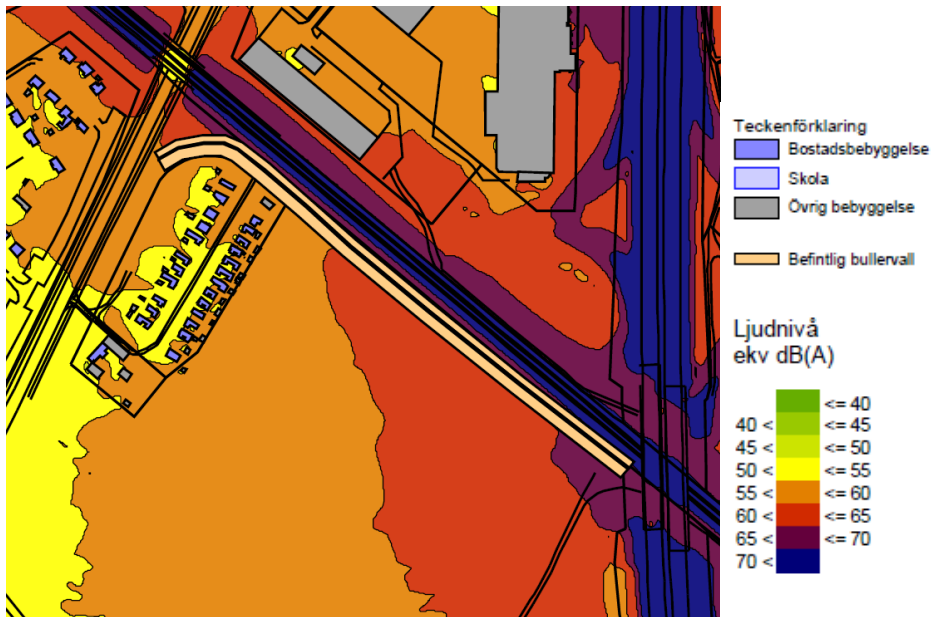 Teckenförklaring
Bostadsbebyggelse
Skola
Övrig bebyggelse
Befintlig bullervall
Ljudnivå
ekv dB(A)
<= 40
40 < <= 45
45 < <= 50
50 < <= 55
55 < <= 60
60 < <= 65
65 < <= 70
70 <